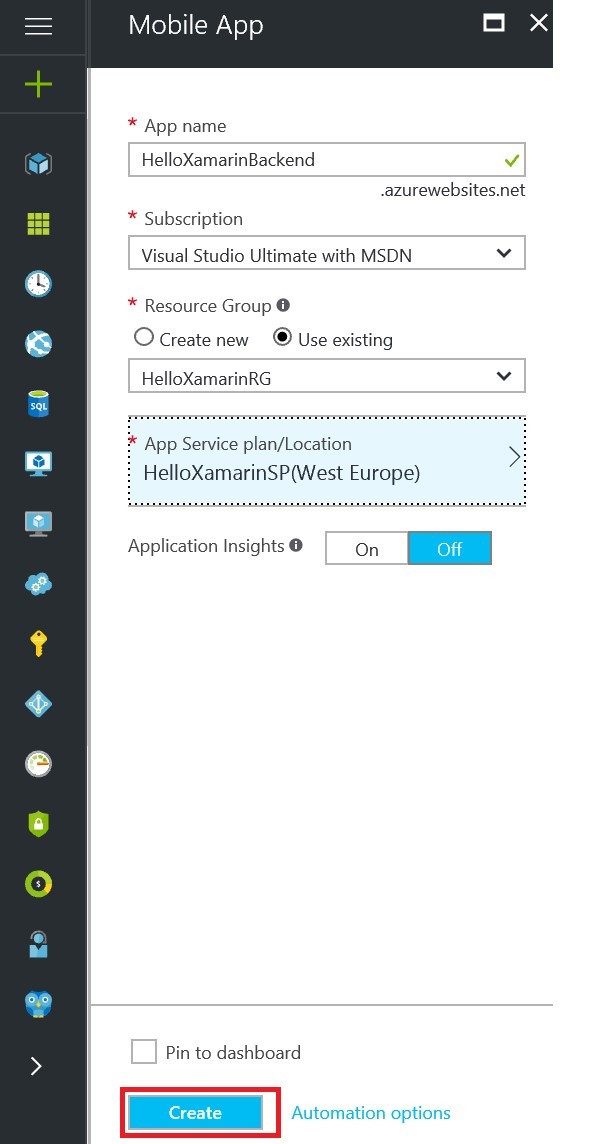 Mobile App
* App name
HelloXamarinBackend
.azurewebsites.net
* Subscription
Visual Studio Ultimate with MSDN
* Resource Group
Create new Use existing
HelloXamarinRG
* App Service plan/Location
HelloXamarinSP(West Europe)
Application Insights On Off
SQL
$
Pin to dashboard
Create Automation options